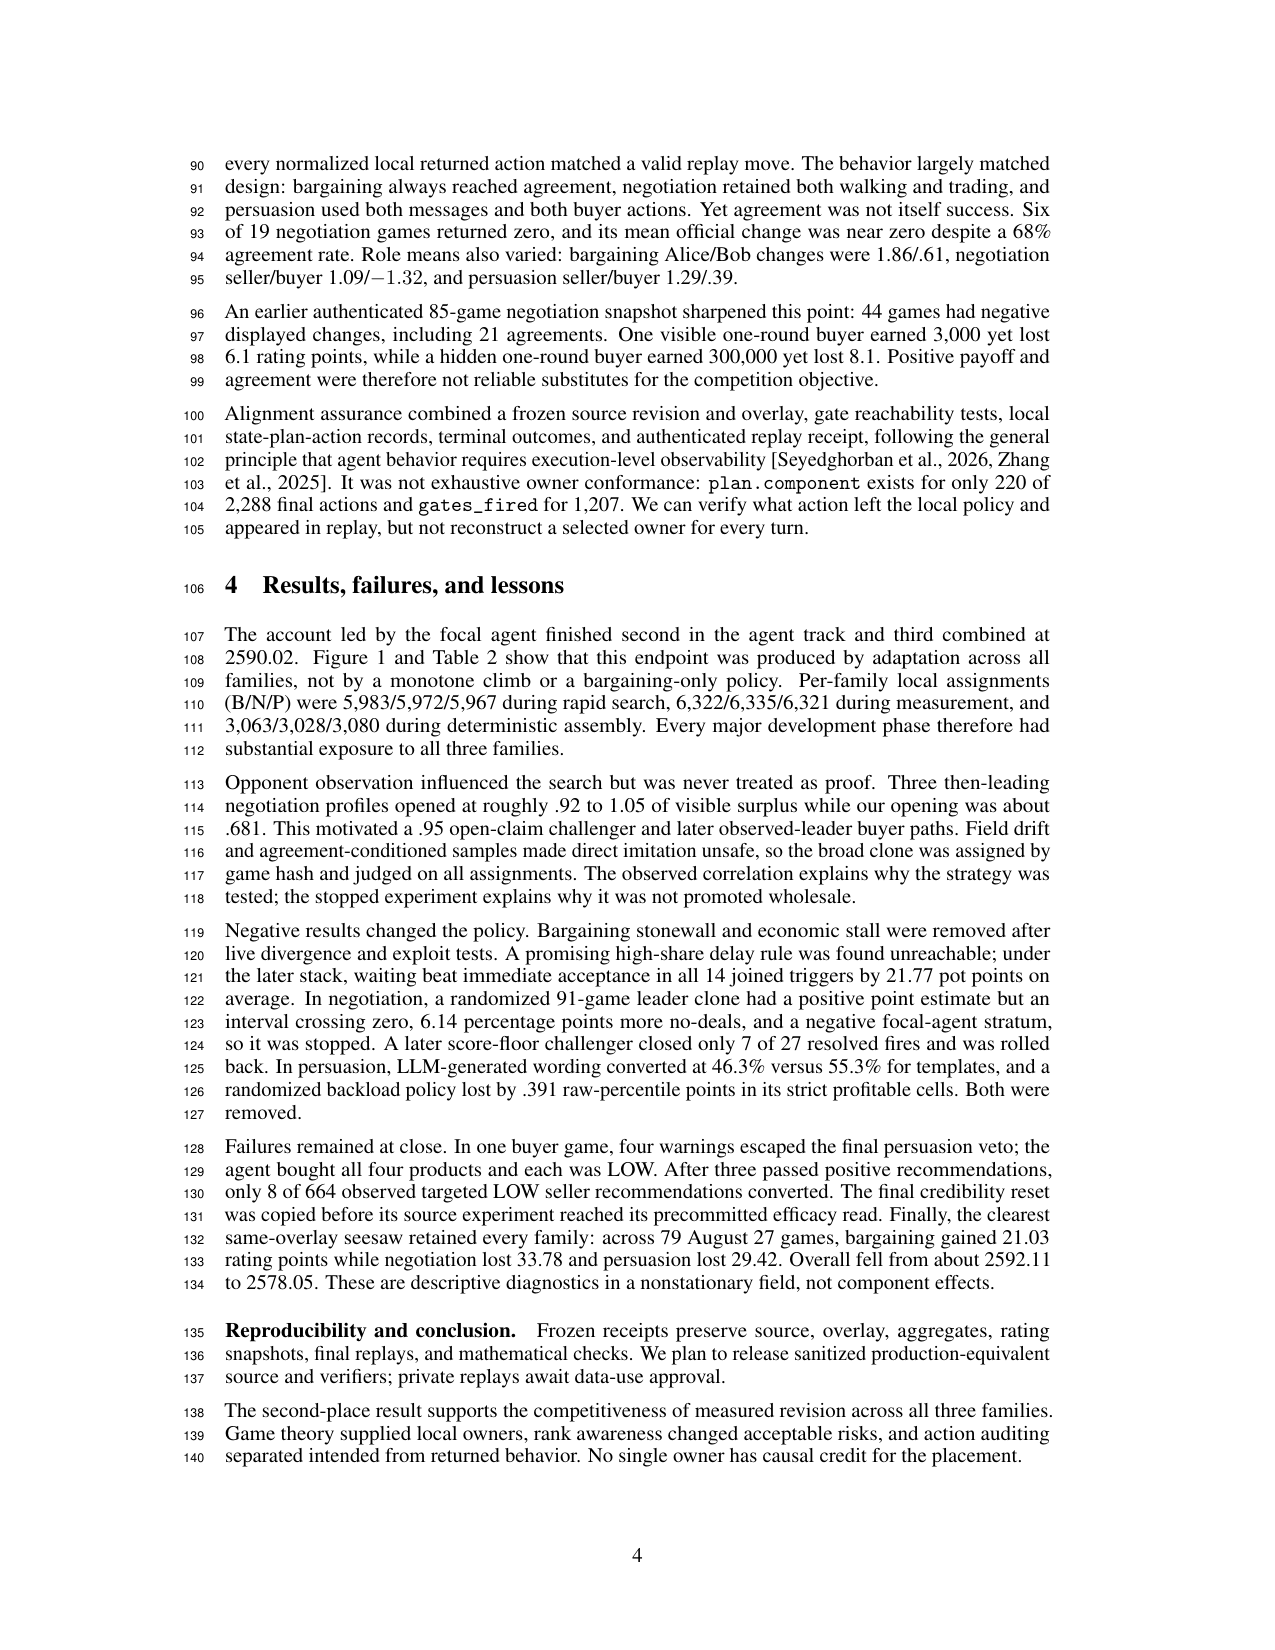 90 every normalized local returned action matched a valid replay move. The behavior largely matched
91 design: bargaining always reached agreement, negotiation retained both walking and trading, and
92 persuasion used both messages and both buyer actions. Yet agreement was not itself success. Six
93 of 19 negotiation games returned zero, and its mean official change was near zero despite a 68%
94 agreement rate. Role means also varied: bargaining Alice/Bob changes were 1.86/.61, negotiation
95 seller/buyer 1.09/−1.32, and persuasion seller/buyer 1.29/.39.
96 An earlier authenticated 85-game negotiation snapshot sharpened this point: 44 games had negative
97 displayed changes, including 21 agreements. One visible one-round buyer earned 3,000 yet lost
98 6.1 rating points, while a hidden one-round buyer earned 300,000 yet lost 8.1. Positive payoff and
99 agreement were therefore not reliable substitutes for the competition objective.
100 Alignment assurance combined a frozen source revision and overlay, gate reachability tests, local
101 state-plan-action records, terminal outcomes, and authenticated replay receipt, following the general
102 principle that agent behavior requires execution-level observability [Seyedghorban et al., 2026, Zhang
103 et al., 2025]. It was not exhaustive owner conformance: plan.component exists for only 220 of
104 2,288 final actions and gates_fired for 1,207. We can verify what action left the local policy and
105 appeared in replay, but not reconstruct a selected owner for every turn.
106 4 Results, failures, and lessons
107 The account led by the focal agent finished second in the agent track and third combined at
108 2590.02. Figure 1 and Table 2 show that this endpoint was produced by adaptation across all
109 families, not by a monotone climb or a bargaining-only policy. Per-family local assignments
110 (B/N/P) were 5,983/5,972/5,967 during rapid search, 6,322/6,335/6,321 during measurement, and
111 3,063/3,028/3,080 during deterministic assembly. Every major development phase therefore had
112 substantial exposure to all three families.
113 Opponent observation influenced the search but was never treated as proof. Three then-leading
114 negotiation profiles opened at roughly .92 to 1.05 of visible surplus while our opening was about
115 .681. This motivated a .95 open-claim challenger and later observed-leader buyer paths. Field drift
116 and agreement-conditioned samples made direct imitation unsafe, so the broad clone was assigned by
117 game hash and judged on all assignments. The observed correlation explains why the strategy was
118 tested; the stopped experiment explains why it was not promoted wholesale.
119 Negative results changed the policy. Bargaining stonewall and economic stall were removed after
120 live divergence and exploit tests. A promising high-share delay rule was found unreachable; under
121 the later stack, waiting beat immediate acceptance in all 14 joined triggers by 21.77 pot points on
122 average. In negotiation, a randomized 91-game leader clone had a positive point estimate but an
123 interval crossing zero, 6.14 percentage points more no-deals, and a negative focal-agent stratum,
124 so it was stopped. A later score-floor challenger closed only 7 of 27 resolved fires and was rolled
125 back. In persuasion, LLM-generated wording converted at 46.3% versus 55.3% for templates, and a
126 randomized backload policy lost by .391 raw-percentile points in its strict profitable cells. Both were
127 removed.
128 Failures remained at close. In one buyer game, four warnings escaped the final persuasion veto; the
129 agent bought all four products and each was LOW. After three passed positive recommendations,
130 only 8 of 664 observed targeted LOW seller recommendations converted. The final credibility reset
131 was copied before its source experiment reached its precommitted efficacy read. Finally, the clearest
132 same-overlay seesaw retained every family: across 79 August 27 games, bargaining gained 21.03
133 rating points while negotiation lost 33.78 and persuasion lost 29.42. Overall fell from about 2592.11
134 to 2578.05. These are descriptive diagnostics in a nonstationary field, not component effects.
135 Reproducibility and conclusion. Frozen receipts preserve source, overlay, aggregates, rating
136 snapshots, final replays, and mathematical checks. We plan to release sanitized production-equivalent
137 source and verifiers; private replays await data-use approval.
138 The second-place result supports the competitiveness of measured revision across all three families.
139 Game theory supplied local owners, rank awareness changed acceptable risks, and action auditing
140 separated intended from returned behavior. No single owner has causal credit for the placement.
4